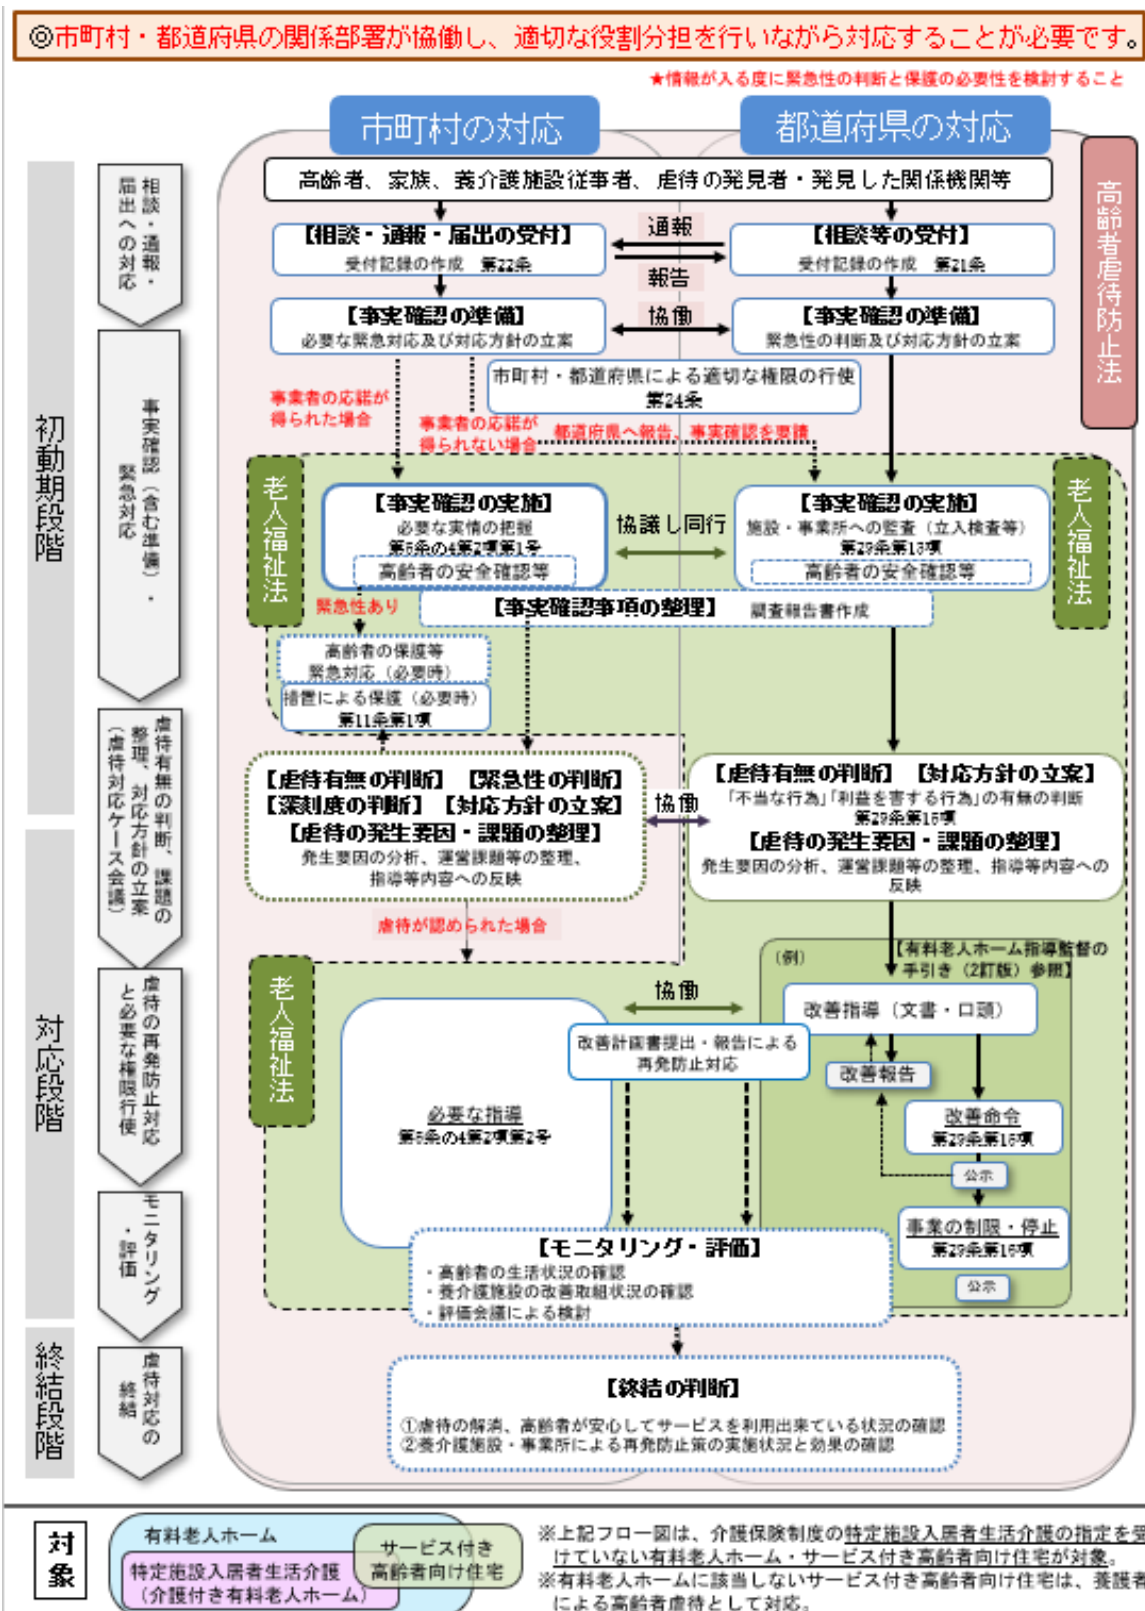 ◎市町村・都道府県の関係部署が協働し、適切な役割分担を行いながら対応することが必要です。
★情報が入る度に緊急性の判断と保護の必要性を検討すること
市町村の対応
都道府県の対応
高齢者虐待防止法
高齢者、家族、養介護施設従事者、虐待の発見者・発見した関係機関等
初動期段階
対応段階
終結段階
相談・通報・
届出への対応
事実確認（含む準備）・
緊急対応
虐待有無の判断、課題の
整理、対応方針の立案
（虐待対応ケース会議）
虐待の再発防止対応
と必要な権限行使
モニタリング
・評価
虐待対応の
終結
【相談・通報・届出の受付】
受付記録の作成　第22条
通報
報告
【相談等の受付】
受付記録の作成　第21条
【事実確認の準備】
必要な緊急対応及び対応方針の立案
協働
【事実確認の準備】
緊急性の判断及び対応方針の立案
市町村・都道府県による適切な権限の行使
第24条
事業者の応諾が
得られた場合
事業者の応諾が
得られない場合
都道府県へ報告、事実確認を要請
老人福祉法
老人福祉法
【事実確認の実施】
必要な実情の把握
第5条の4第2項第1号
高齢者の安全確認等
協議し同行
【事実確認の実施】
施設・事業所への監査（立入検査等）
第29条第13項
高齢者の安全確認等
緊急性あり
【事実確認事項の整理】　調査報告書作成
高齢者の保護等
緊急対応（必要時）
措置による保護（必要時）
第11条第1項
【虐待有無の判断】　【緊急性の判断】
【深刻度の判断】　【対応方針の立案】
【虐待の発生要因・課題の整理】
発生要因の分析、運営課題等の整理、
指導等内容への反映
協働
【虐待有無の判断】　【対応方針の立案】
「不当な行為」「利益を害する行為」の有無の判断
第29条第15項
【虐待の発生要因・課題の整理】
発生要因の分析、運営課題等の整理、指導等内容への
反映
虐待が認められた場合
老人福祉法
協働
（例）
【有料老人ホーム指導監督の
手引き（2訂版）参照】
改善指導（文書・口頭）
改善計画書提出・報告による
再発防止対応
改善報告
必要な指導
第5条の4第2項第2号
改善命令
第29条第15項
公示
事業の制限・停止
第29条第16項
公示
【モニタリング・評価】
・高齢者の生活状況の確認
・養介護施設の改善取組状況の確認
・評価会議による検討
【終結の判断】
①虐待の解消、高齢者が安心してサービスを利用出来ている状況の確認
②養介護施設・事業所による再発防止策の実施状況と効果の確認
対象
有料老人ホーム
特定施設入居者生活介護
（介護付き有料老人ホーム）
サービス付き
高齢者向け住宅
※上記フロー図は、介護保険制度の特定施設入居者生活介護の指定を受
けていない有料老人ホーム・サービス付き高齢者向け住宅が対象。
※有料老人ホームに該当しないサービス付き高齢者向け住宅は、養護者
による高齢者虐待として対応。